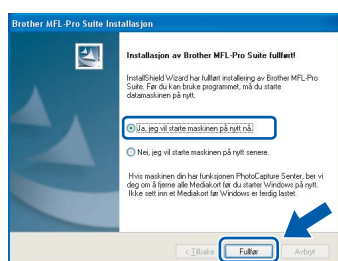 Brother MFL-Pro Suite Installasjon
Installasjon av Brother MFL-Pro Suite fullført!
InstallShield Wizard har fullført installering av Brother MFL-Pro
Suite. Før du kan bruke programmet, må du starte
datamaskinen på nytt.
Ja, jeg vil starte maskinen på nytt nå.
Nei, jeg vil starte maskinen på nytt senere.
Hvis maskinen din har funksjonen PhotoCapture Senter, ber vi
deg om å fjerne alle Mediakort før du starter Windows på nytt.
Ikke sett inn et Mediakort før Windows er ferdig lastet.
< Tilbake
Fullfør
Avbryt